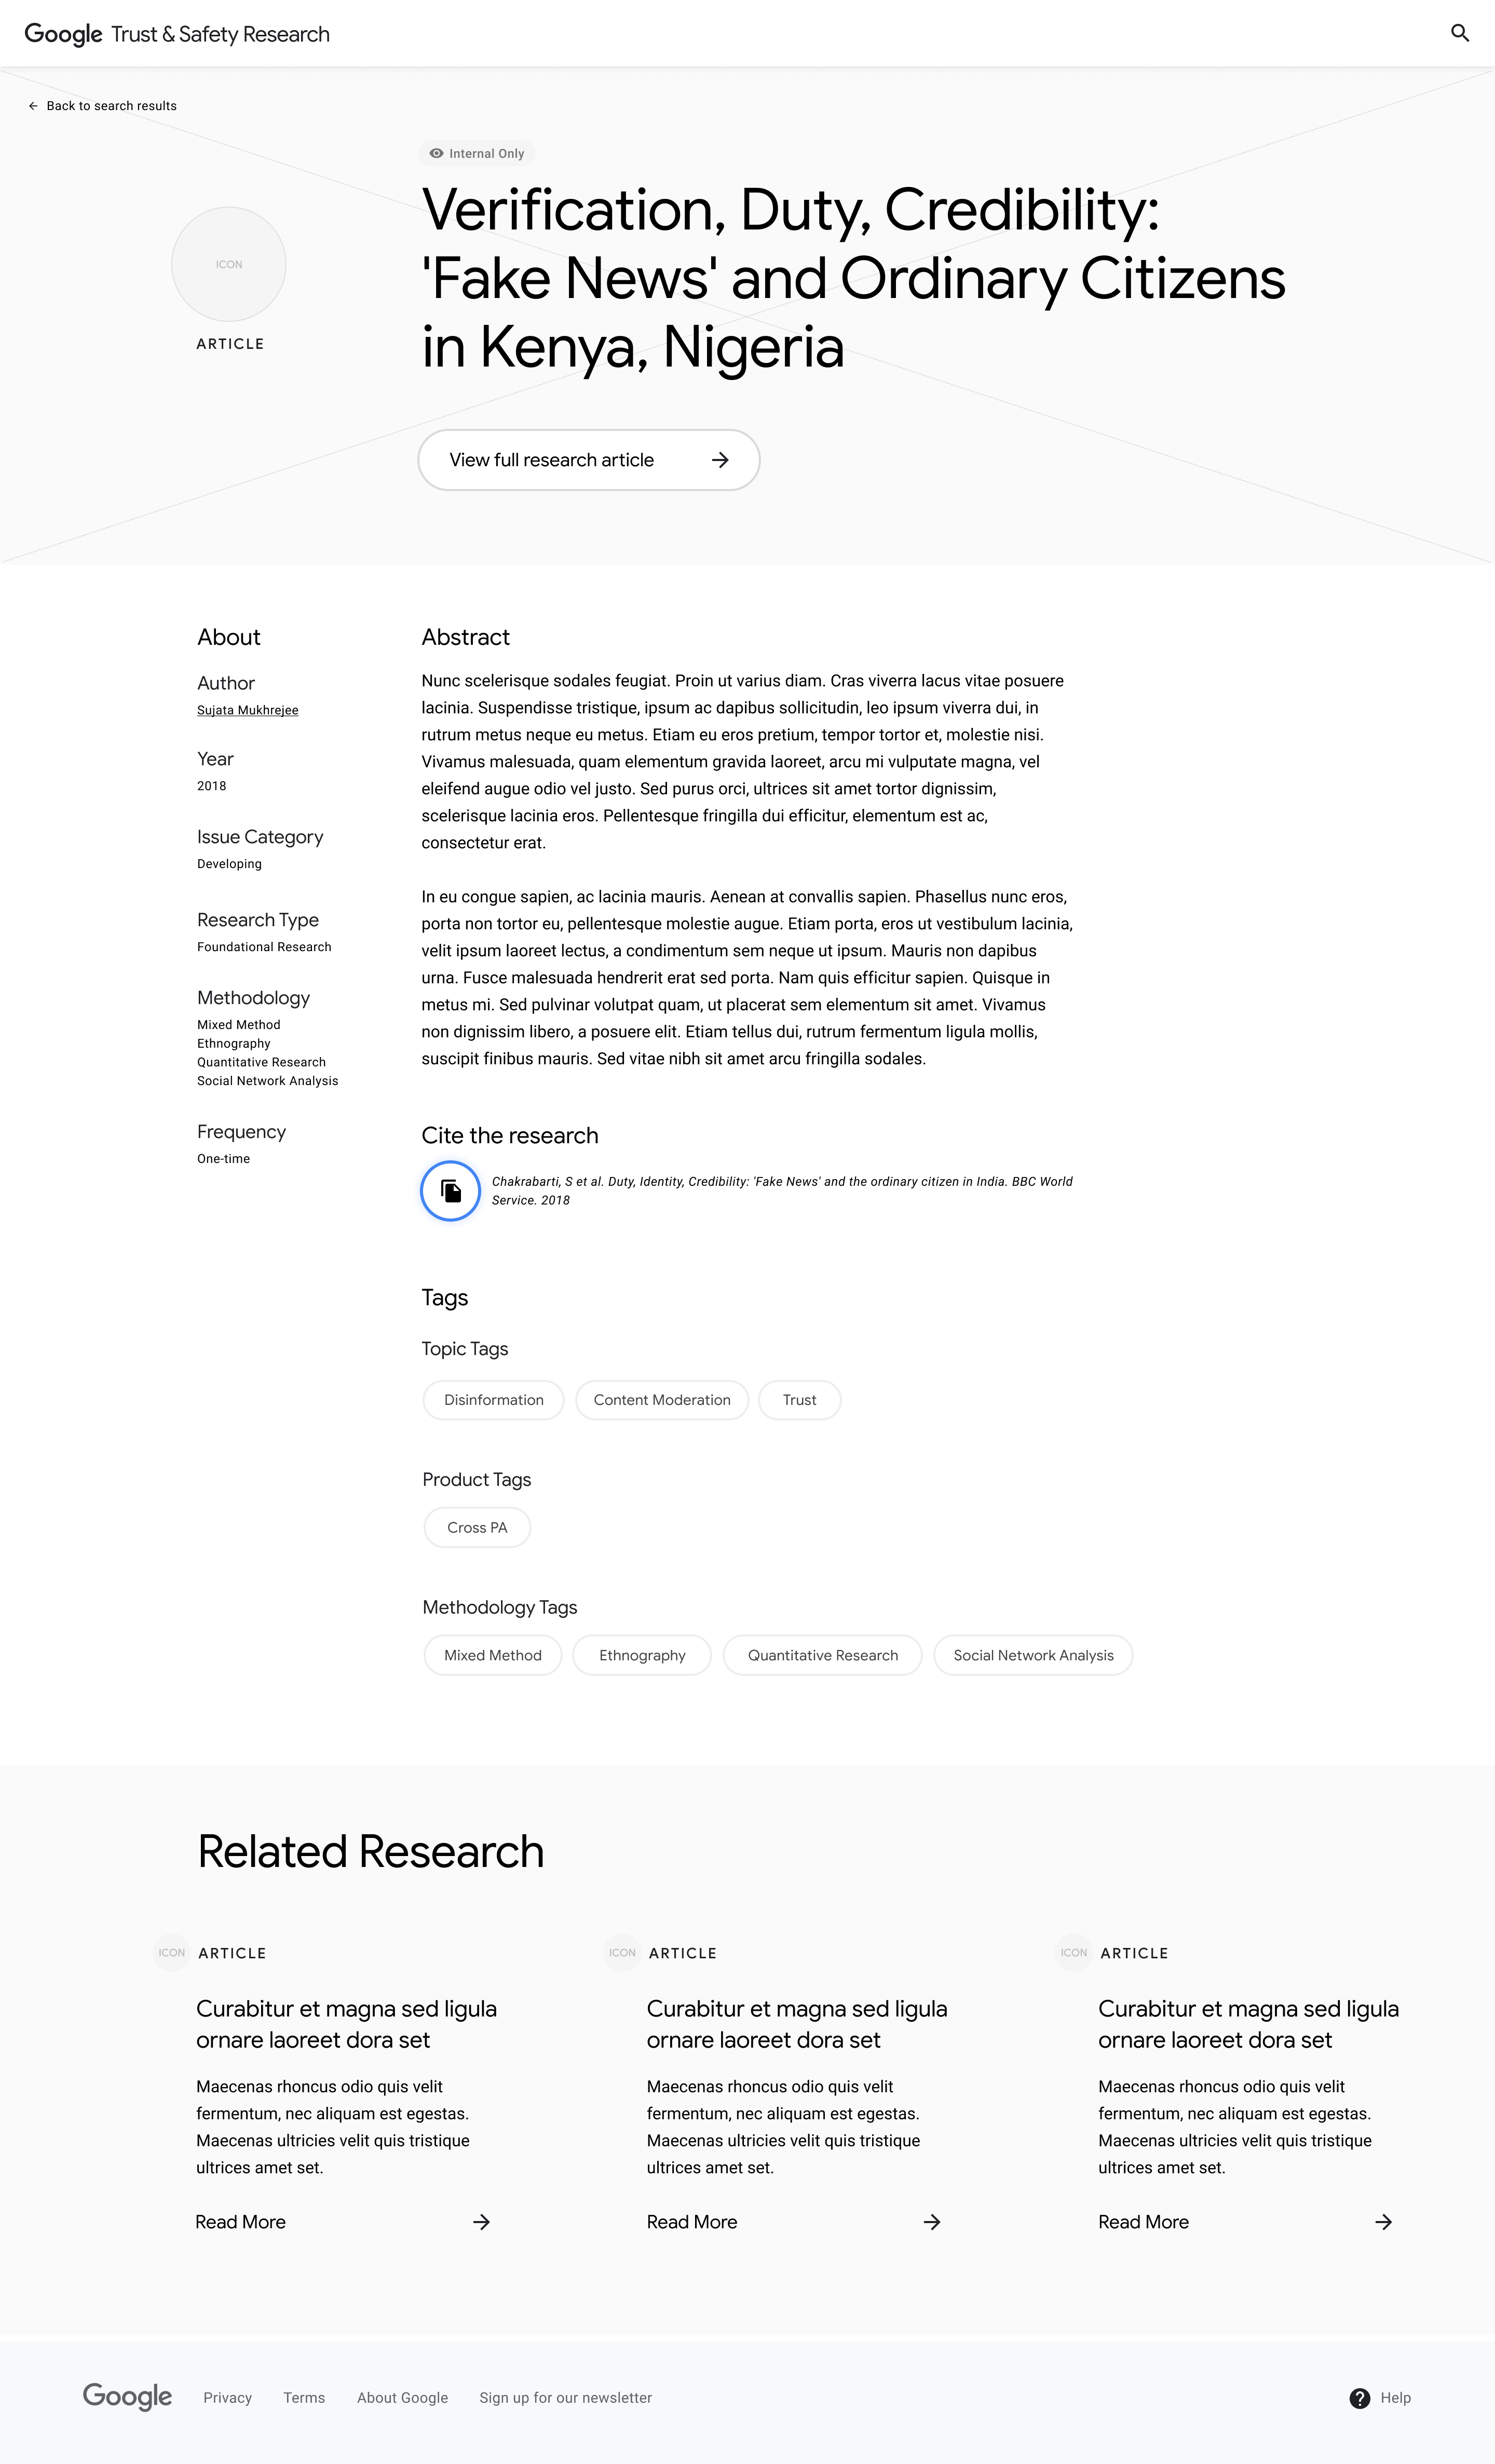 Google Trust & Safety Research
Back to search results
Internal Only
Verification, Duty, Credibility:
'Fake News' and Ordinary Citizens
in Kenya, Nigeria
ICON
ARTICLE
View full research article
About
Author
Sujata Mukhrejee
Year
2018
Issue Category
Developing
Research Type
Foundational Research
Methodology
Mixed Method
Ethnography
Quantitative Research
Social Network Analysis
Frequency
One-time
Abstract
Nunc scelerisque sodales feugiat. Proin ut varius diam. Cras viverra lacus vitae posuere
lacinia. Suspendisse tristique, ipsum ac dapibus sollicitudin, leo ipsum viverra dui, in
rutrum metus neque eu metus. Etiam eu eros pretium, tempor tortor et, molestie nisi.
Vivamus malesuada, quam elementum gravida laoreet, arcu mi vulputate magna, vel
eleifend augue odio vel justo. Sed purus orci, ultrices sit amet tortor dignissim,
scelerisque lacinia eros. Pellentesque fringilla dui efficitur, elementum est ac,
consectetur erat.
In eu congue sapien, ac lacinia mauris. Aenean at convallis sapien. Phasellus nunc eros,
porta non tortor eu, pellentesque molestie augue. Etiam porta, eros ut vestibulum lacinia,
velit ipsum laoreet lectus, a condimentum sem neque ut ipsum. Mauris non dapibus
urna. Fusce malesuada hendrerit erat sed porta. Nam quis efficitur sapien. Quisque in
metus mi. Sed pulvinar volutpat quam, ut placerat sem elementum sit amet. Vivamus
non dignissim libero, a posuere elit. Etiam tellus dui, rutrum fermentum ligula mollis,
suscipit finibus mauris. Sed vitae nibh sit amet arcu fringilla sodales.
Cite the research
Chakrabarti, S et al. Duty, Identity, Credibility: 'Fake News' and the ordinary citizen in India. BBC World
Service. 2018
Tags
Topic Tags
Disinformation Content Moderation Trust
Product Tags
Cross PA
Methodology Tags
Mixed Method Ethnography Quantitative Research Social Network Analysis
Related Research
ICON ARTICLE
Curabitur et magna sed ligula
ornare laoreet dora set
Maecenas rhoncus odio quis velit
fermentum, nec aliquam est egestas.
Maecenas ultricies velit quis tristique
ultrices amet set.
Read More
ICON ARTICLE
Curabitur et magna sed ligula
ornare laoreet dora set
Maecenas rhoncus odio quis velit
fermentum, nec aliquam est egestas.
Maecenas ultricies velit quis tristique
ultrices amet set.
Read More
ICON ARTICLE
Curabitur et magna sed ligula
ornare laoreet dora set
Maecenas rhoncus odio quis velit
fermentum, nec aliquam est egestas.
Maecenas ultricies velit quis tristique
ultrices amet set.
Read More
Google Privacy Terms About Google Sign up for our newsletter Help